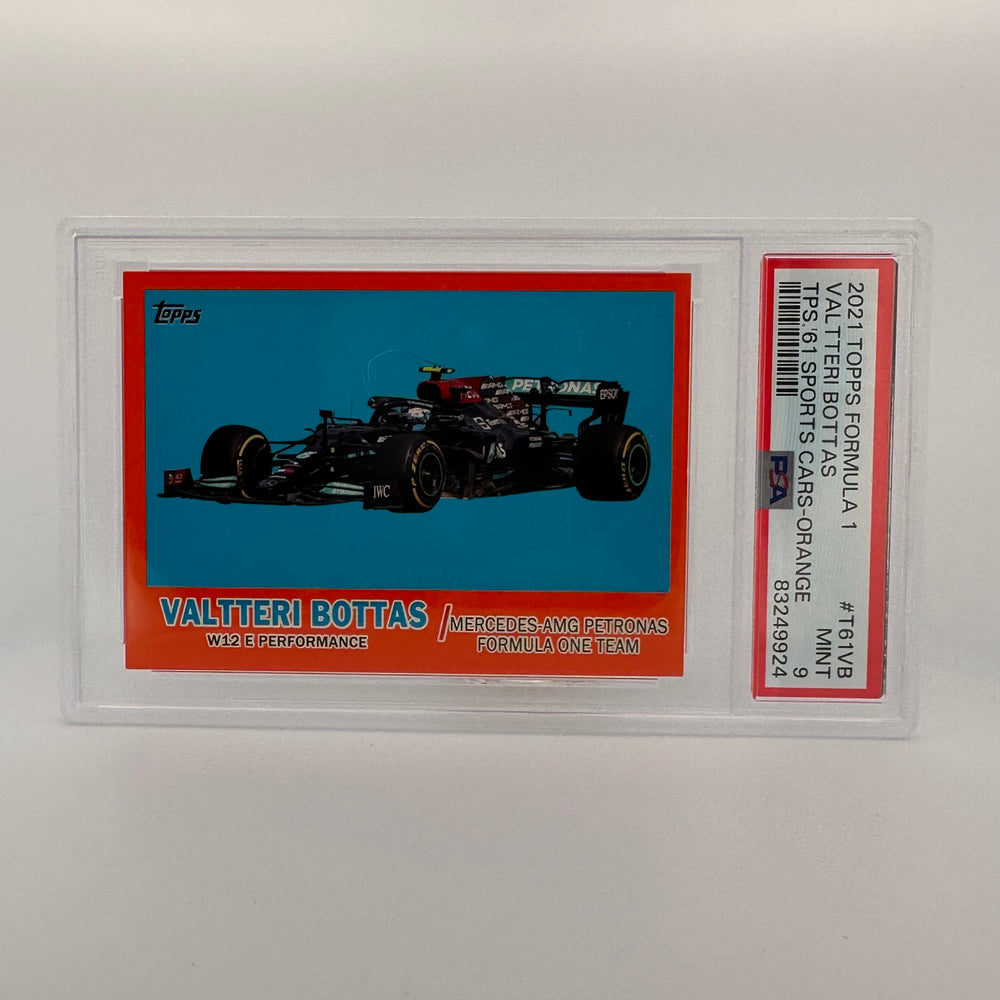 Topps
PETRONAS
EPSON
IWC
VALTTERI BOTTAS
W12 E PERFORMANCE
/MERCEDES-AMG PETRONAS
FORMULA ONE TEAM
2021 TOPPS FORMULA 1 #T61VB
VALTTERI BOTTAS MINT
TPS.'61 SPORTS CARS-ORANGE 9
PSA 83249924